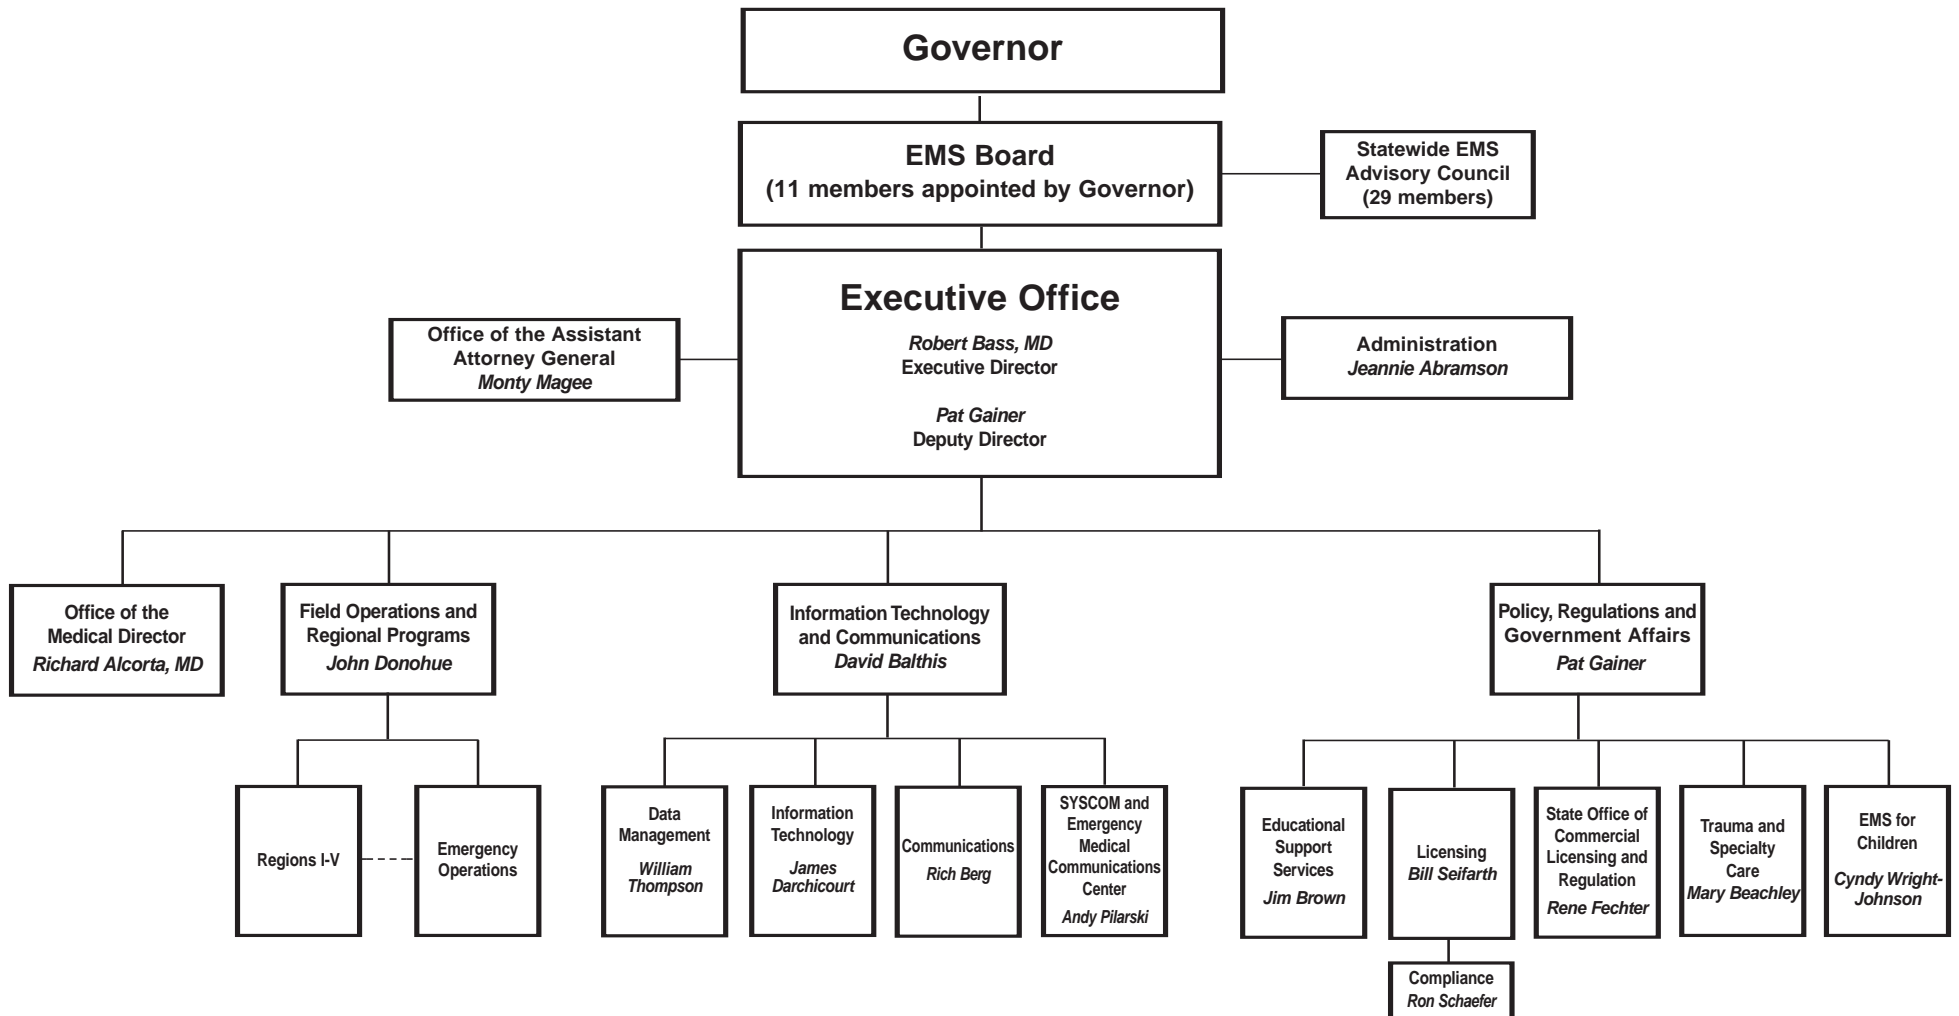 Governor
EMS Board
(11 members appointed by Governor)
Statewide EMS
Advisory Council
(29 members)
Executive Office
Robert Bass, MD
Executive Director
Pat Gainer
Deputy Director
Office of the Assistant
Attorney General
Monty Magee
Administration
Jeannie Abramson
Office of the
Medical Director
Richard Alcorta, MD
Field Operations and
Regional Programs
John Donohue
Information Technology
and Communications
David Balthis
Policy, Regulations and
Government Affairs
Pat Gainer
Regions I-V
Emergency
Operations
Data
Management
William
Thompson
Information
Technology
James
Darchicourt
Communications
Rich Berg
SYSCOM and
Emergency
Medical
Communications
Center
Andy Pilarski
Educational
Support
Services
Jim Brown
Licensing
Bill Seifarth
State Office of
Commercial
Licensing and
Regulation
Rene Fechter
Trauma and
Specialty
Care
Mary Beachley
EMS for
Children
Cyndy Wright-
Johnson
Compliance
Ron Schaefer